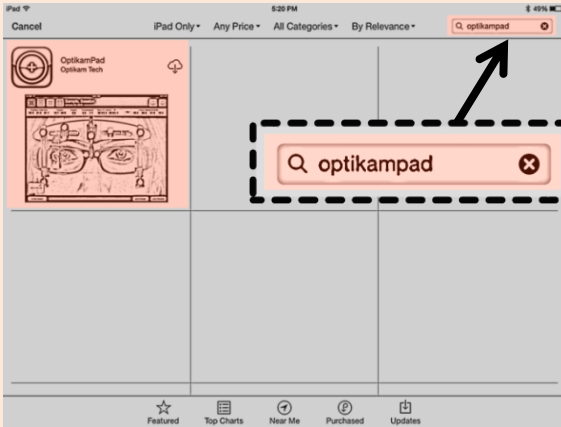 iPad 5:20 PM 49%
Cancel iPad Only All Categories Any Price By Relevance optikampad
OptikamPad
Optikam Tech
optikampad
Featured Top Charts Near Me Purchased Updates